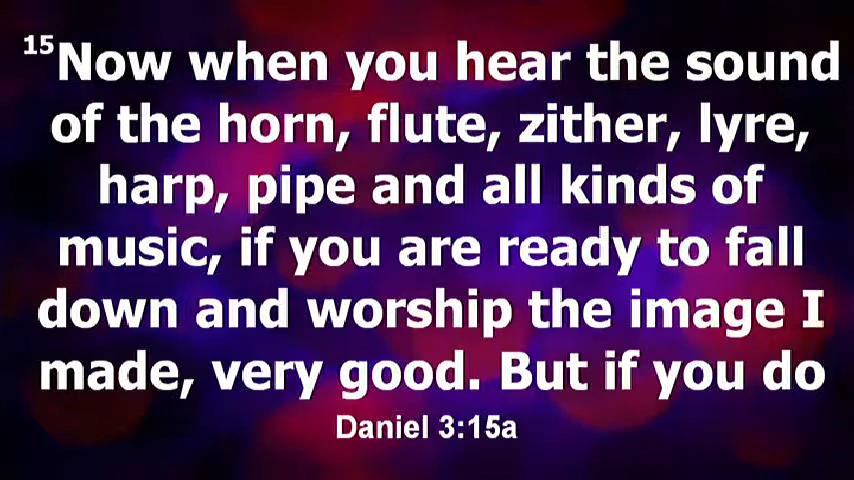 15Now when you hear the sound
of the horn, flute, zither, lyre,
harp, pipe and all kinds of
music, if you are ready to fall
down and worship the image I
made, very good. But if you do
Daniel 3:15a